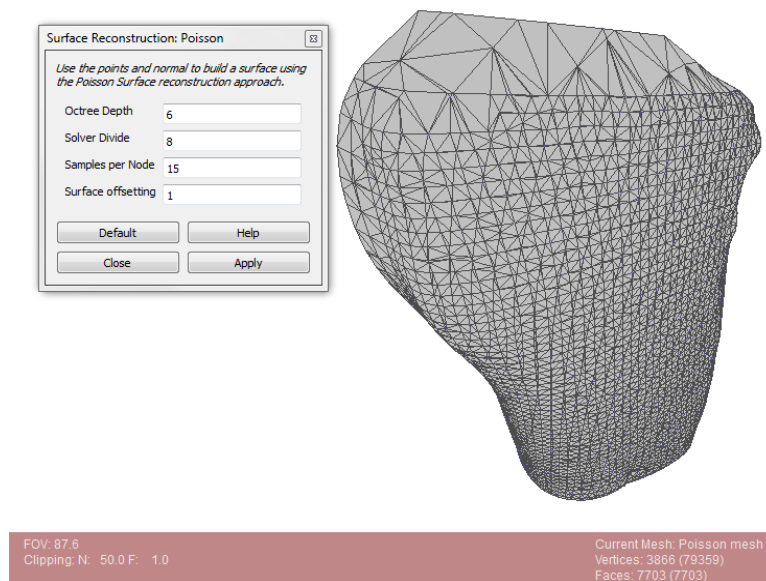 Surface Reconstruction: Poisson
Use the points and normal to build a surface using
the Poisson Surface reconstruction approach.
Octree Depth 6
Solver Divide 8
Samples per Node 15
Surface offsetting 1
Default Help
Close Apply
FOV: 87.6
Clipping: N: 50.0 F: 1.0
Current Mesh: Poisson mesh
Vertices: 3866 (79359)
Faces: 7703 (7703)